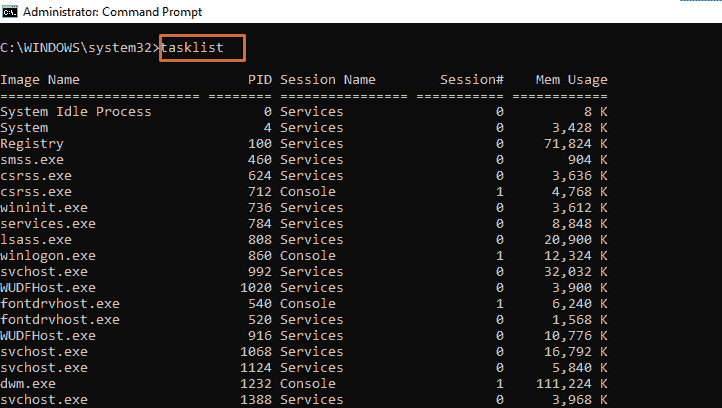 Administrator: Command Prompt
C:\WINDOWS\system32>tasklist
Image Name                     PID Session Name        Session#    Mem Usage
========================= ======== ================ =========== ============
System Idle Process              0 Services                   0          8 K
System                           4 Services                   0      3,428 K
Registry                       100 Services                   0     71,824 K
smss.exe                       460 Services                   0        904 K
csrss.exe                      624 Services                   0      3,636 K
csrss.exe                      712 Console                    1      4,768 K
wininit.exe                    736 Services                   0      3,612 K
services.exe                   784 Services                   0      8,848 K
lsass.exe                      808 Services                   0     20,900 K
winlogon.exe                   860 Console                    1     12,324 K
svchost.exe                    992 Services                   0     32,032 K
WUDFHost.exe                  1020 Services                   0      3,900 K
fontdrvhost.exe                540 Console                    1      6,240 K
fontdrvhost.exe                520 Services                   0      1,568 K
WUDFHost.exe                   916 Services                   0     10,776 K
svchost.exe                   1068 Services                   0     16,792 K
svchost.exe                   1124 Services                   0      5,840 K
dwm.exe                       1232 Console                    1    111,224 K
svchost.exe                   1388 Services                   0      3,968 K